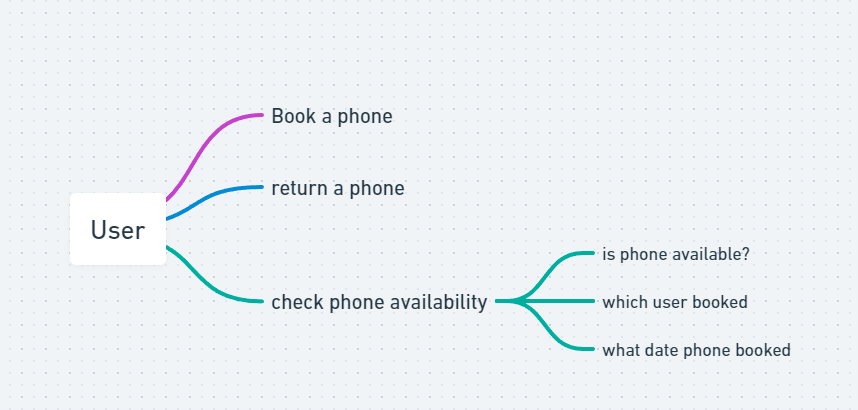 User
Book a phone
return a phone
check phone availability
is phone available?
which user booked
what date phone booked